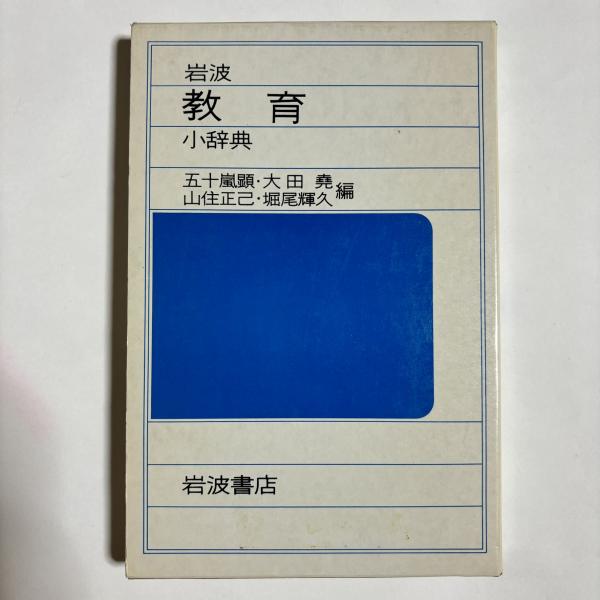 岩波
教育
小辞典
五十嵐顕・大田堯
山住正己・堀尾輝久 編
岩波書店